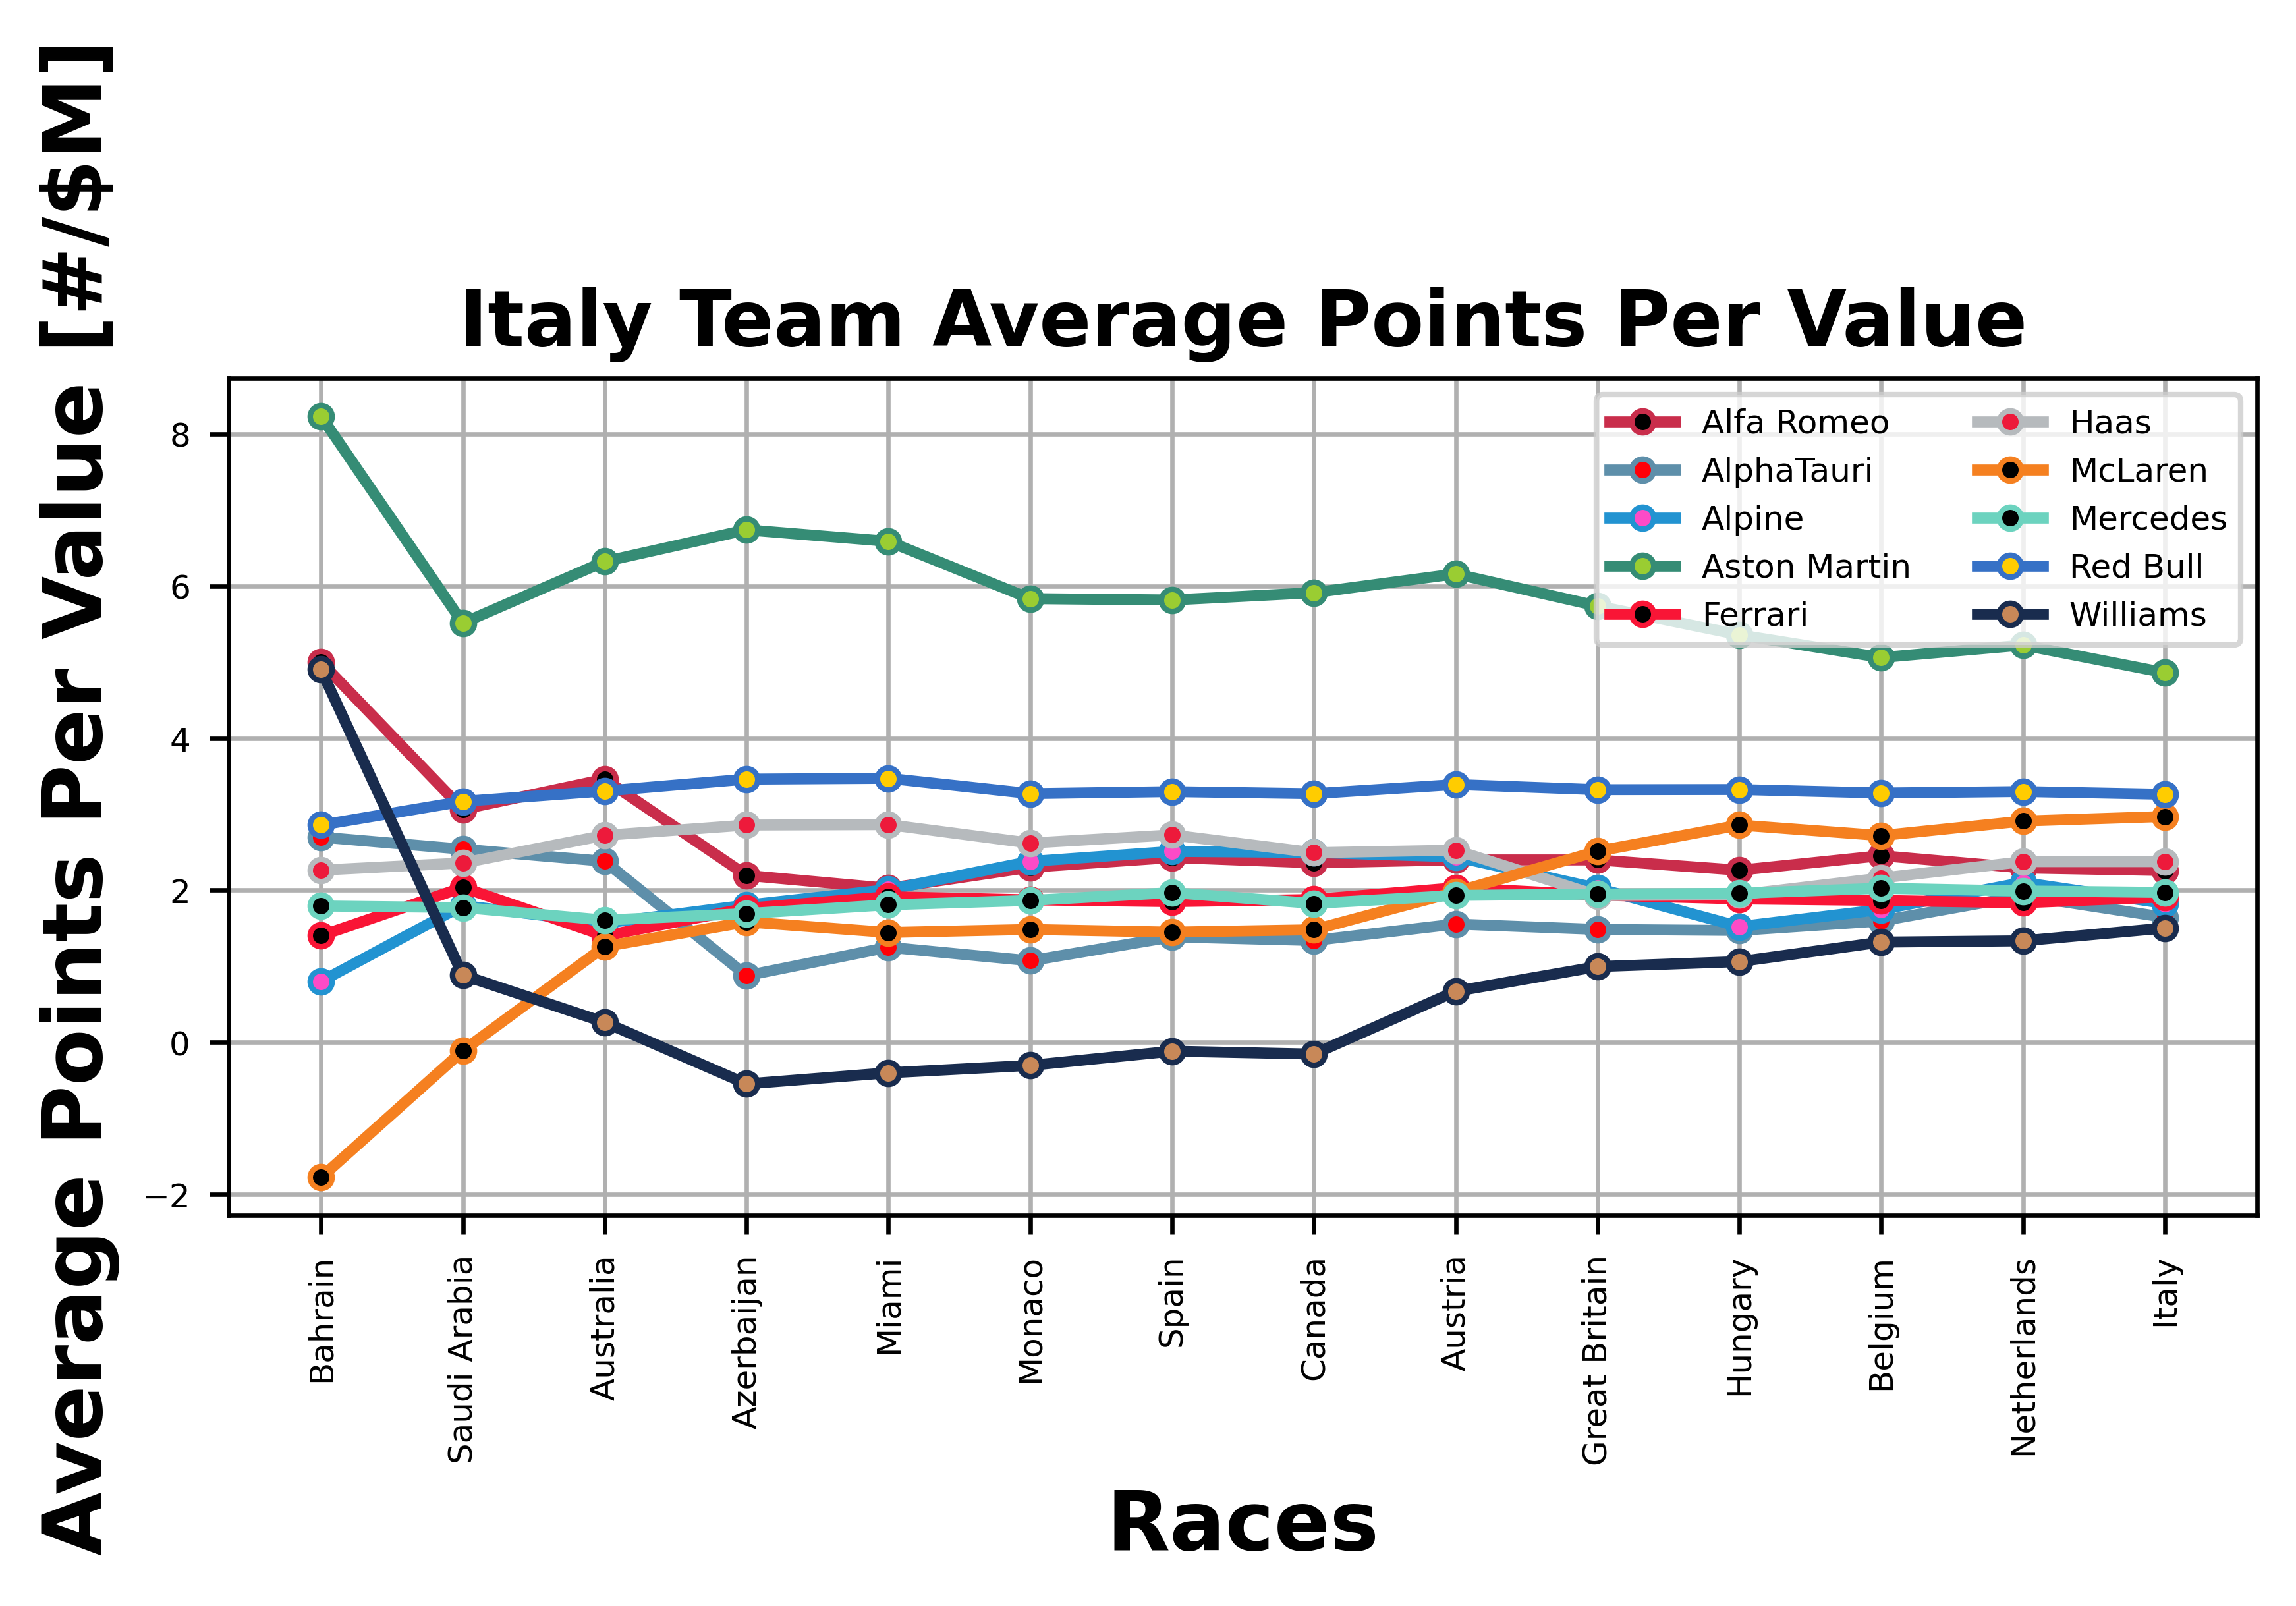 Average Points Per Value [#/$M]
Italy Team Average Points Per Value
8
6
4
2
0
−2
Alfa Romeo
AlphaTauri
Alpine
Aston Martin
Ferrari
Haas
McLaren
Mercedes
Red Bull
Williams
Bahrain
Saudi Arabia
Australia
Azerbaijan
Miami
Monaco
Spain
Canada
Austria
Great Britain
Hungary
Belgium
Netherlands
Italy
Races